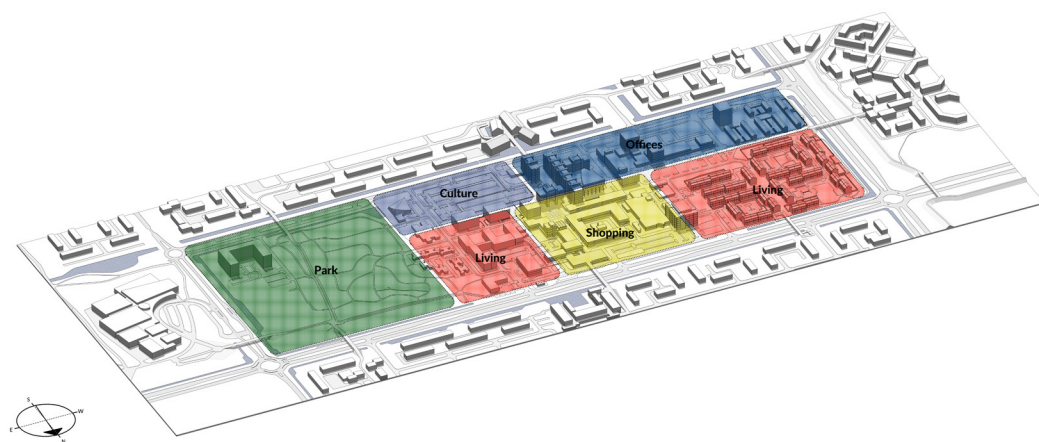 Offices
Culture
Living
Shopping
Living
Park
S
W
E
N